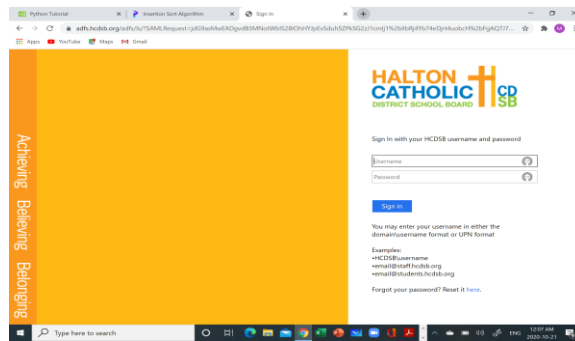 Python Tutorial
Insertion Sort Algorithm
Sign In
adfs.hcdsb.org
Apps
YouTube
Maps
Gmail
Achieving Believing Belonging
HALTON
CATHOLIC
DISTRICT SCHOOL BOARD
CD
SB
Sign In with your HCDSB username and password
Username
Password
Sign in
You may enter your username in either the
domain\username format or UPN format
Examples:
•HCDSB\username
•email@staff.hcdsb.org
•email@students.hcdsb.org
Forgot your password? Reset it here.
Type here to search
ENG
12:07 AM
2020-10-21